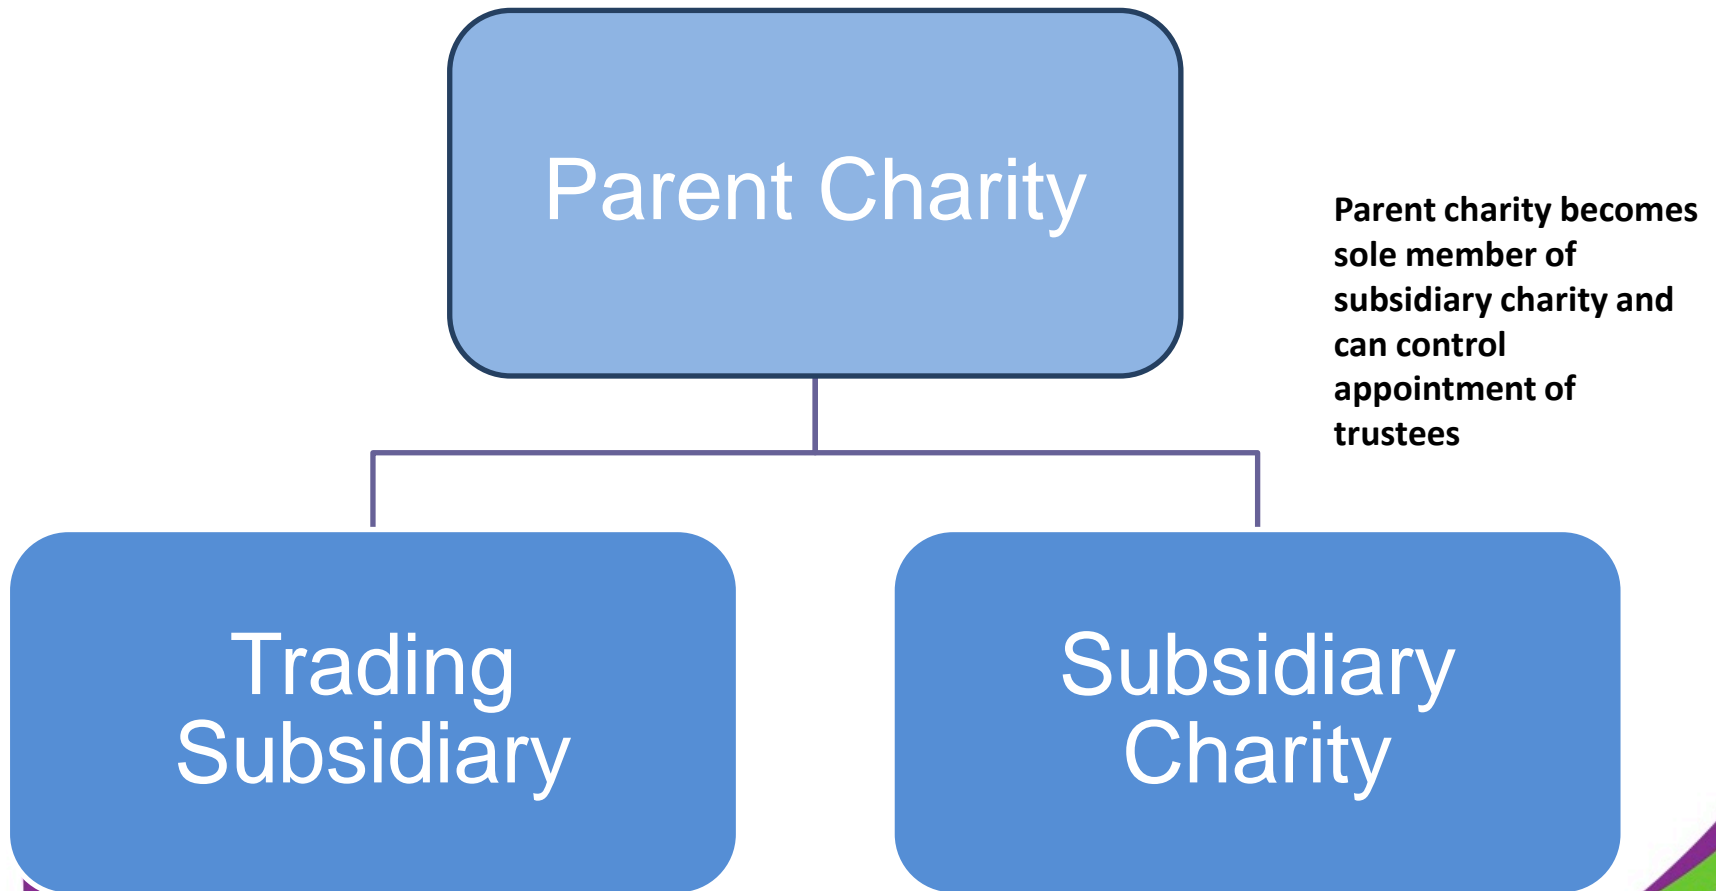 Parent Charity
Parent charity becomes
sole member of
subsidiary charity and
can control
appointment of
trustees
Trading
Subsidiary
Subsidiary
Charity